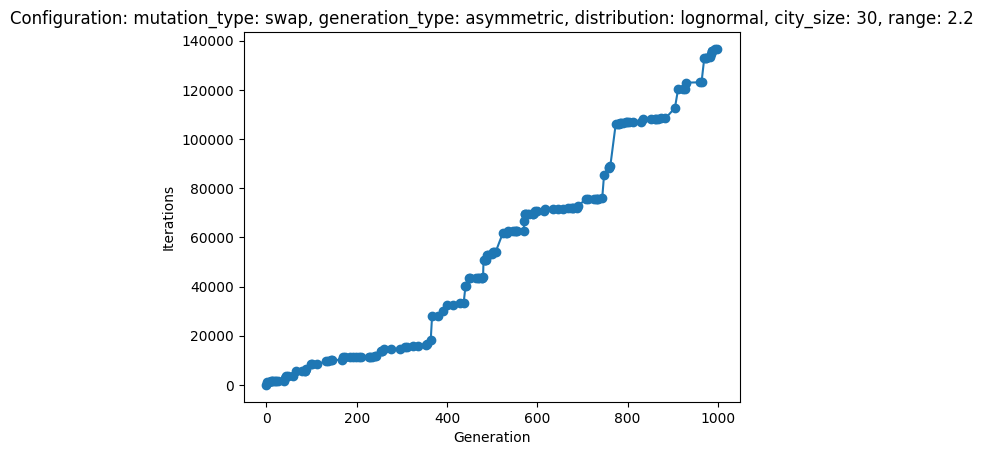 Configuration: mutation_type: swap, generation_type: asymmetric, distribution: lognormal, city_size: 30, range: 2.2
140000
120000
100000
80000
60000
40000
20000
0
Iterations
0 200 400 600 800 1000
Generation